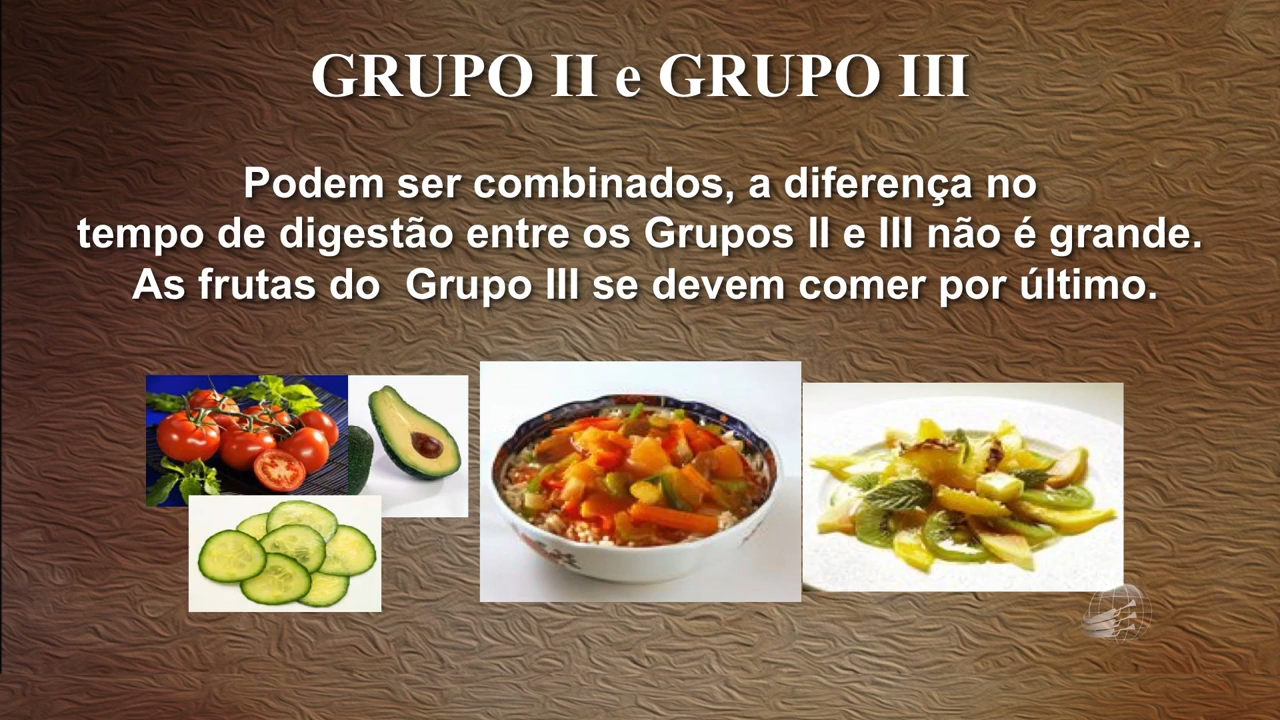 GRUPO II e GRUPO III
Podem ser combinados, a diferença no
tempo de digestão entre os Grupos II e III não é grande.
As frutas do  Grupo III se devem comer por último.